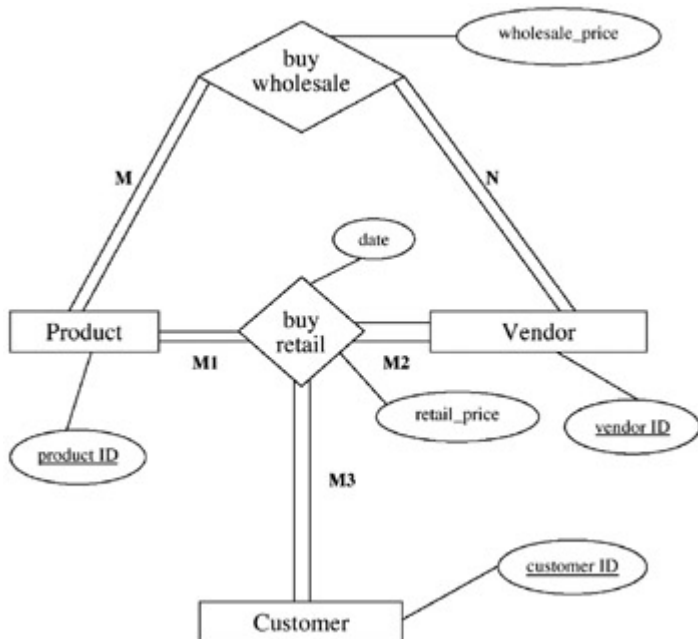 buy
wholesale
wholesale_price
M
N
date
Product
buy
retail
Vendor
M1
M2
retail_price
product ID
vendor ID
M3
customer ID
Customer